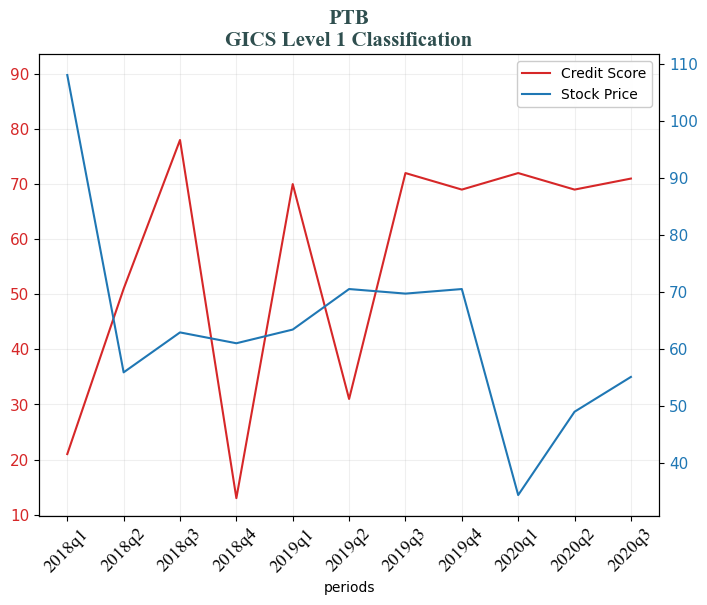 PTB
GICS Level 1 Classification
Credit Score
Stock Price
90
80
70
60
50
40
30
20
10
110
100
90
80
70
60
50
40
2018q1
2018q2
2018q3
2018q4
2019q1
2019q2
2019q3
2019q4
2020q1
2020q2
2020q3
periods